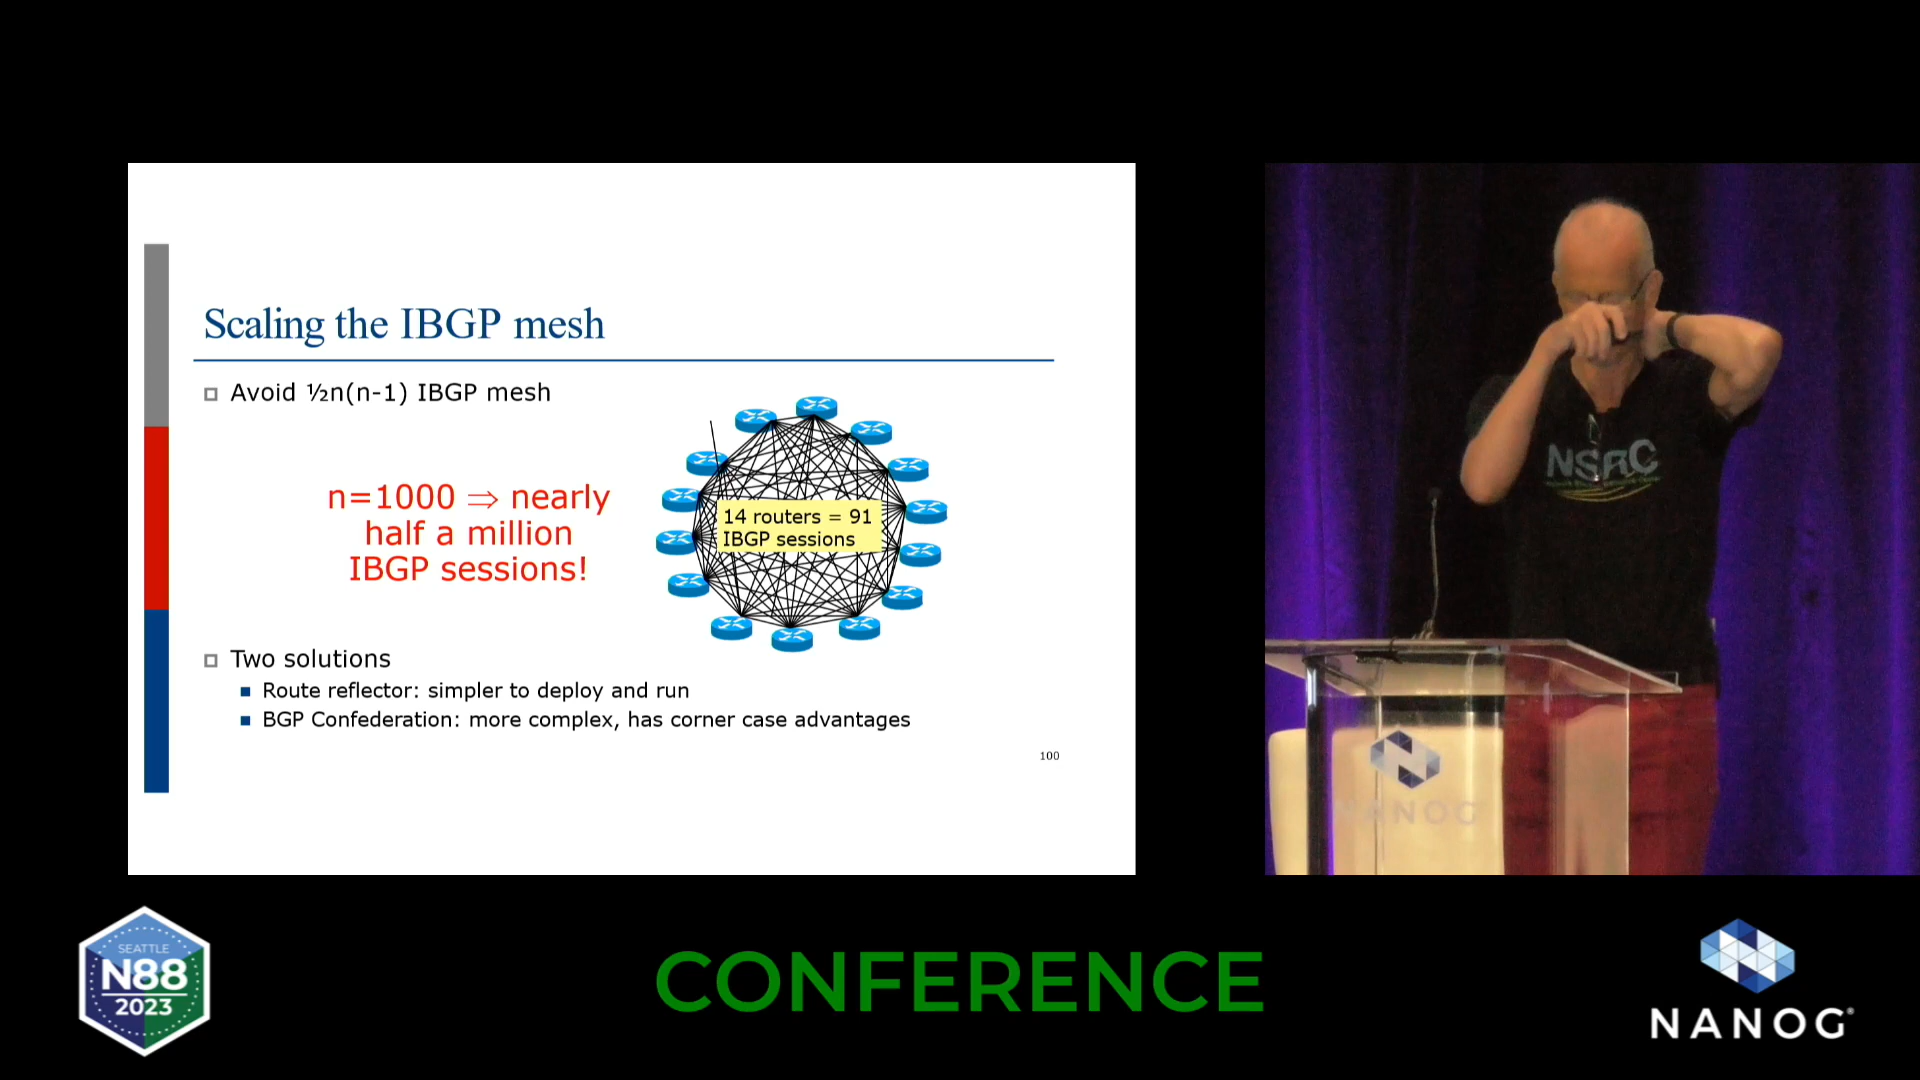 Scaling the IBGP mesh
Avoid ½n(n-1) IBGP mesh
n=1000 ⇒ nearly
half a million
IBGP sessions!
14 routers = 91
IBGP sessions
Two solutions
Route reflector: simpler to deploy and run
BGP Confederation: more complex, has corner case advantages
100
NSRC
NANOG
SEATTLE
N88
2023
CONFERENCE
NANOG®